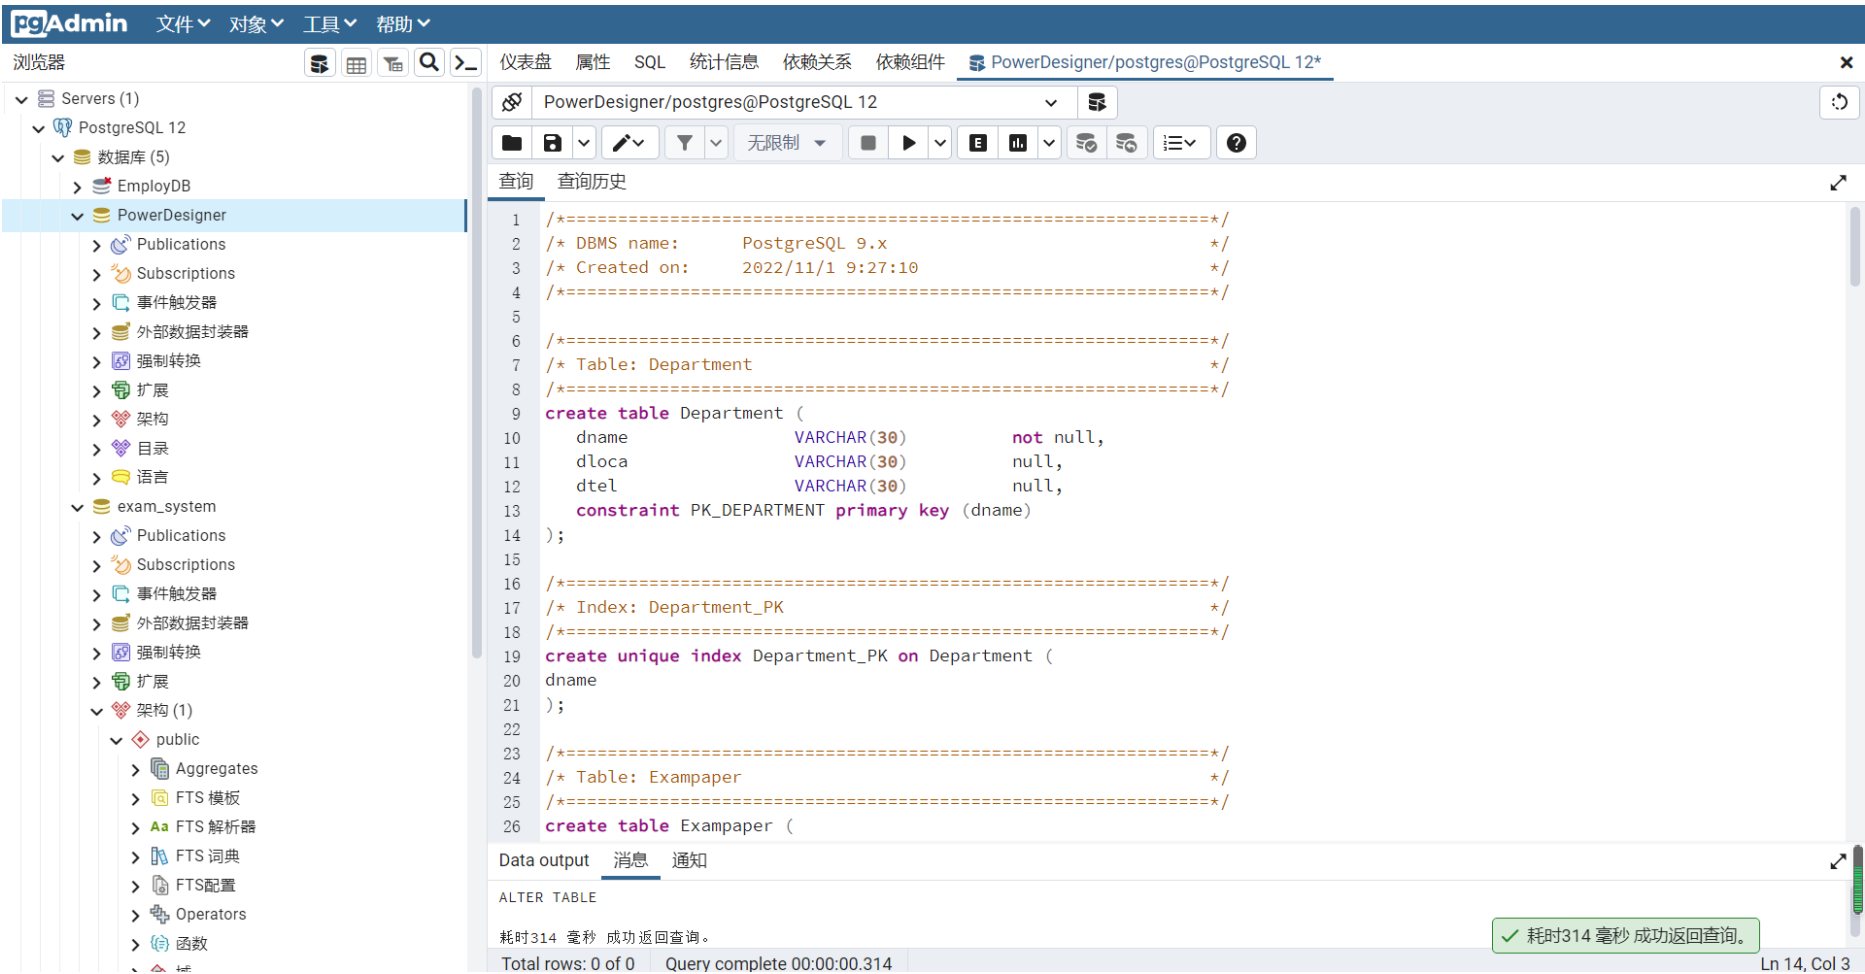 pgAdmin 文件 对象 工具 帮助
浏览器
仪表盘 属性 SQL 统计信息 依赖关系 依赖组件 PowerDesigner/postgres@PostgreSQL 12*
Servers (1)
PostgreSQL 12
数据库 (5)
EmployDB
PowerDesigner
Publications
Subscriptions
事件触发器
外部数据封装器
强制转换
扩展
架构
目录
语言
exam_system
Publications
Subscriptions
事件触发器
外部数据封装器
强制转换
扩展
架构 (1)
public
Aggregates
FTS 模板
Aa FTS 解析器
FTS 词典
FTS配置
Operators
函数
域
PowerDesigner/postgres@PostgreSQL 12
无限制 E
查询 查询历史
1 /*==============================================================*/
2 /* DBMS name:      PostgreSQL 9.x                               */
3 /* Created on:     2022/11/1 9:27:10                            */
4 /*==============================================================*/
5
6 /*==============================================================*/
7 /* Table: Department                                            */
8 /*==============================================================*/
9 create table Department (
10    dname                VARCHAR(30)          not null,
11    dloca                VARCHAR(30)          null,
12    dtel                 VARCHAR(30)          null,
13    constraint PK_DEPARTMENT primary key (dname)
14 );
15
16 /*==============================================================*/
17 /* Index: Department_PK                                         */
18 /*==============================================================*/
19 create unique index Department_PK on Department (
20 dname
21 );
22
23 /*==============================================================*/
24 /* Table: Exampaper                                             */
25 /*==============================================================*/
26 create table Exampaper (
Data output 消息 通知
ALTER TABLE
耗时314 毫秒 成功返回查询。
耗时314 毫秒 成功返回查询。
Total rows: 0 of 0 Query complete 00:00:00.314 Ln 14, Col 3